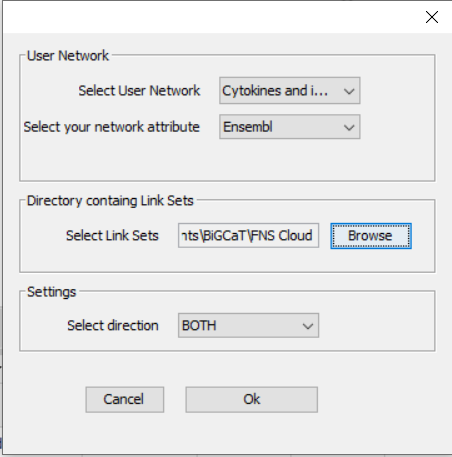 User Network
Select User Network Cytokines and i...
Select your network attribute Ensembl
Directory containg Link Sets
Select Link Sets nts\BiGCaT\FNS Cloud Browse
Settings
Select direction BOTH
Cancel Ok